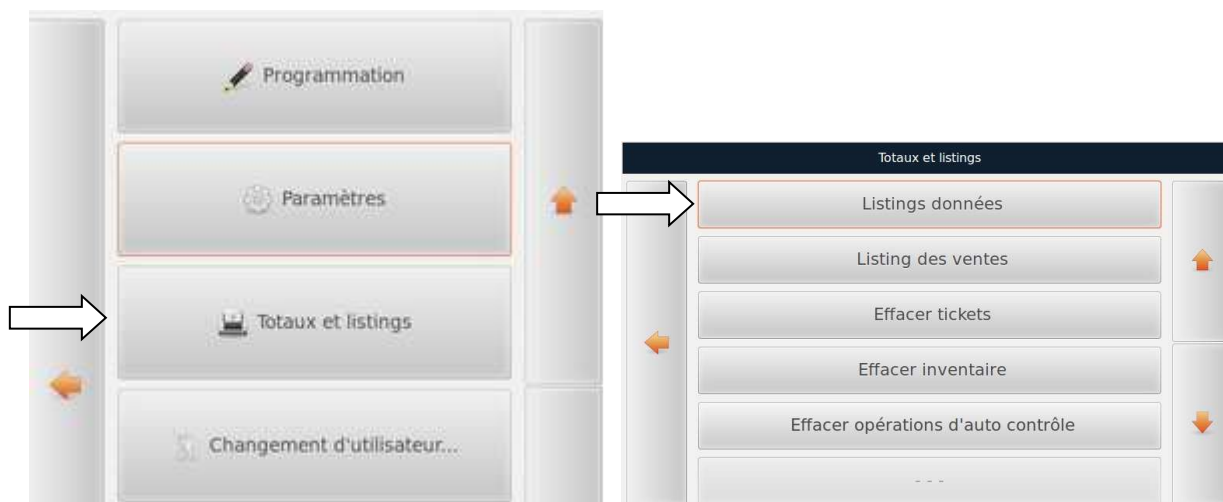 Programmation
Paramètres
Totaux et listings
Changement d'utilisateur...
Totaux et listings
Listings données
Listing des ventes
Effacer tickets
Effacer inventaire
Effacer opérations d'auto contrôle
- - -